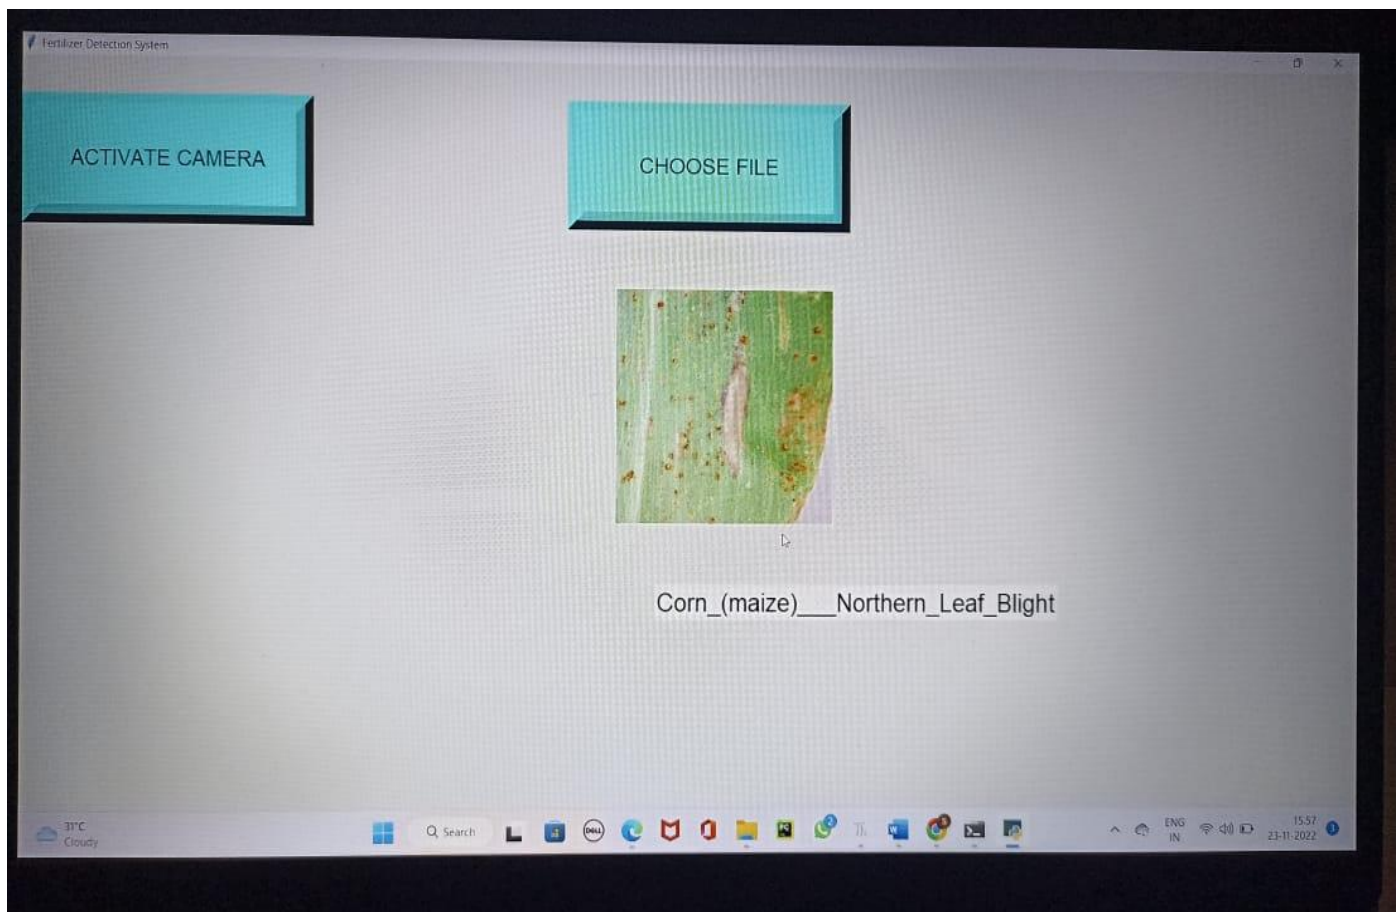 Fertilizer Detection System
ACTIVATE CAMERA
CHOOSE FILE
Corn_(maize)___Northern_Leaf_Blight
31°C
Cloudy
Search
DELL
ENG
IN
15:57
23-11-2022